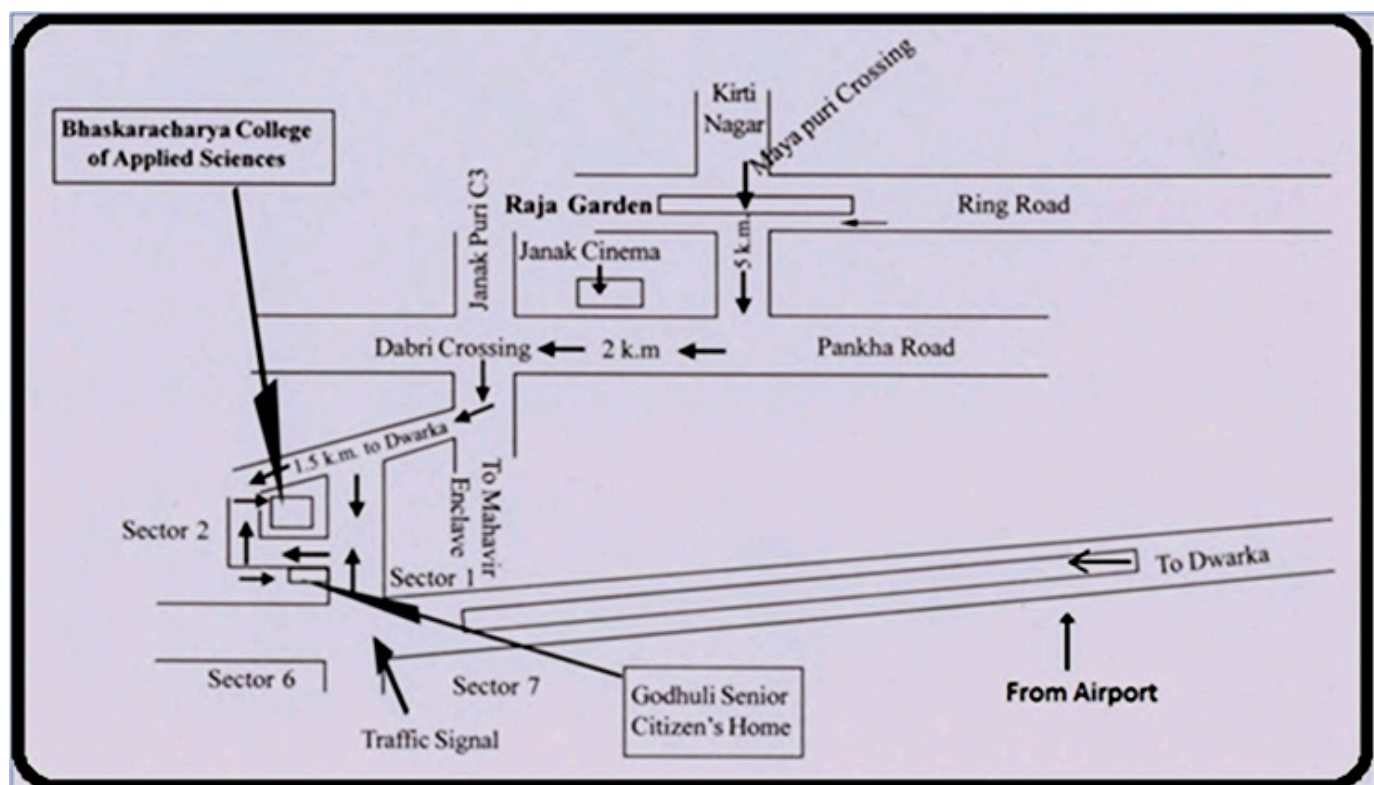 Kirti
Nagar
Maya puri Crossing
Bhaskaracharya College
of Applied Sciences
Janak Puri C3
Raja Garden
Ring Road
5 k.m.
Janak Cinema
Dabri Crossing
2 k.m
Pankha Road
1.5 k.m. to Dwarka
To Mahavir
Enclave
Sector 2
Sector 1
To Dwarka
Sector 6
Sector 7
Godhuli Senior
Citizen's Home
From Airport
Traffic Signal